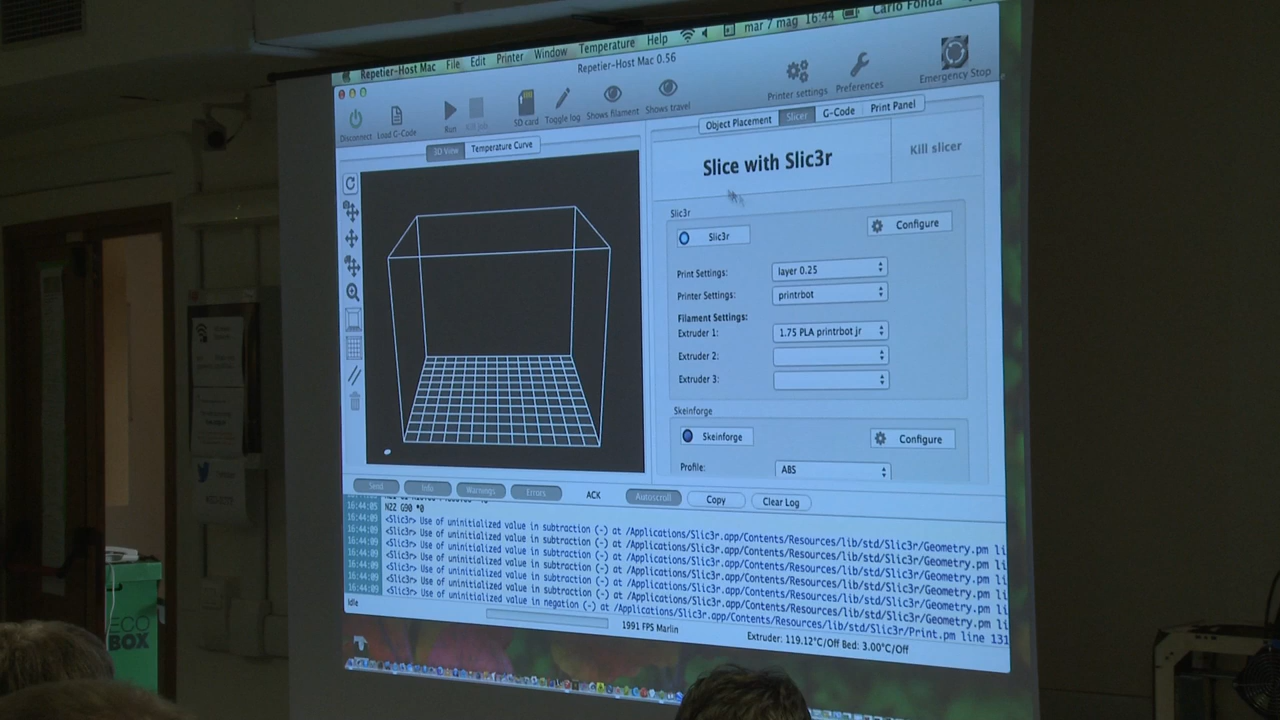 Repetier-Host Mac File Edit Printer Window Temperature Help mar 7 mag 16:44 Carlo Fonda
Repetier-Host Mac 0.56
Disconnect Load G-Code Run Kill job SD card Toggle log Shows filament Shows travel Printer settings Preferences Emergency Stop
3D View Temperature Curve
Object Placement Slicer G-Code Print Panel
Slice with Slic3r Kill slicer
Slic3r
Slic3r Configure
Print Settings: layer 0.25
Printer Settings: printrbot
Filament Settings:
Extruder 1: 1.75 PLA printrbot jr
Extruder 2:
Extruder 3:
Skeinforge
Skeinforge Configure
Profile: ABS
Send Info Warnings Errors ACK Autoscroll Copy Clear Log
16:44:05 N22 G90 *0
16:44:09 <Slic3r> Use of uninitialized value in subtraction (-) at /Applications/Slic3r.app/Contents/Resources/lib/std/Slic3r/Geometry.pm li
16:44:09 <Slic3r> Use of uninitialized value in subtraction (-) at /Applications/Slic3r.app/Contents/Resources/lib/std/Slic3r/Geometry.pm li
16:44:09 <Slic3r> Use of uninitialized value in subtraction (-) at /Applications/Slic3r.app/Contents/Resources/lib/std/Slic3r/Geometry.pm li
16:44:09 <Slic3r> Use of uninitialized value in subtraction (-) at /Applications/Slic3r.app/Contents/Resources/lib/std/Slic3r/Geometry.pm li
16:44:09 <Slic3r> Use of uninitialized value in subtraction (-) at /Applications/Slic3r.app/Contents/Resources/lib/std/Slic3r/Geometry.pm li
16:44:09 <Slic3r> Use of uninitialized value in subtraction (-) at /Applications/Slic3r.app/Contents/Resources/lib/std/Slic3r/Geometry.pm li
<Slic3r> Use of uninitialized value in negation (-) at /Applications/Slic3r.app/Contents/Resources/lib/std/Slic3r/Print.pm line 131
Idle 1991 FPS Marlin Extruder: 119.12°C/Off Bed: 3.00°C/Off
ECO
BOX